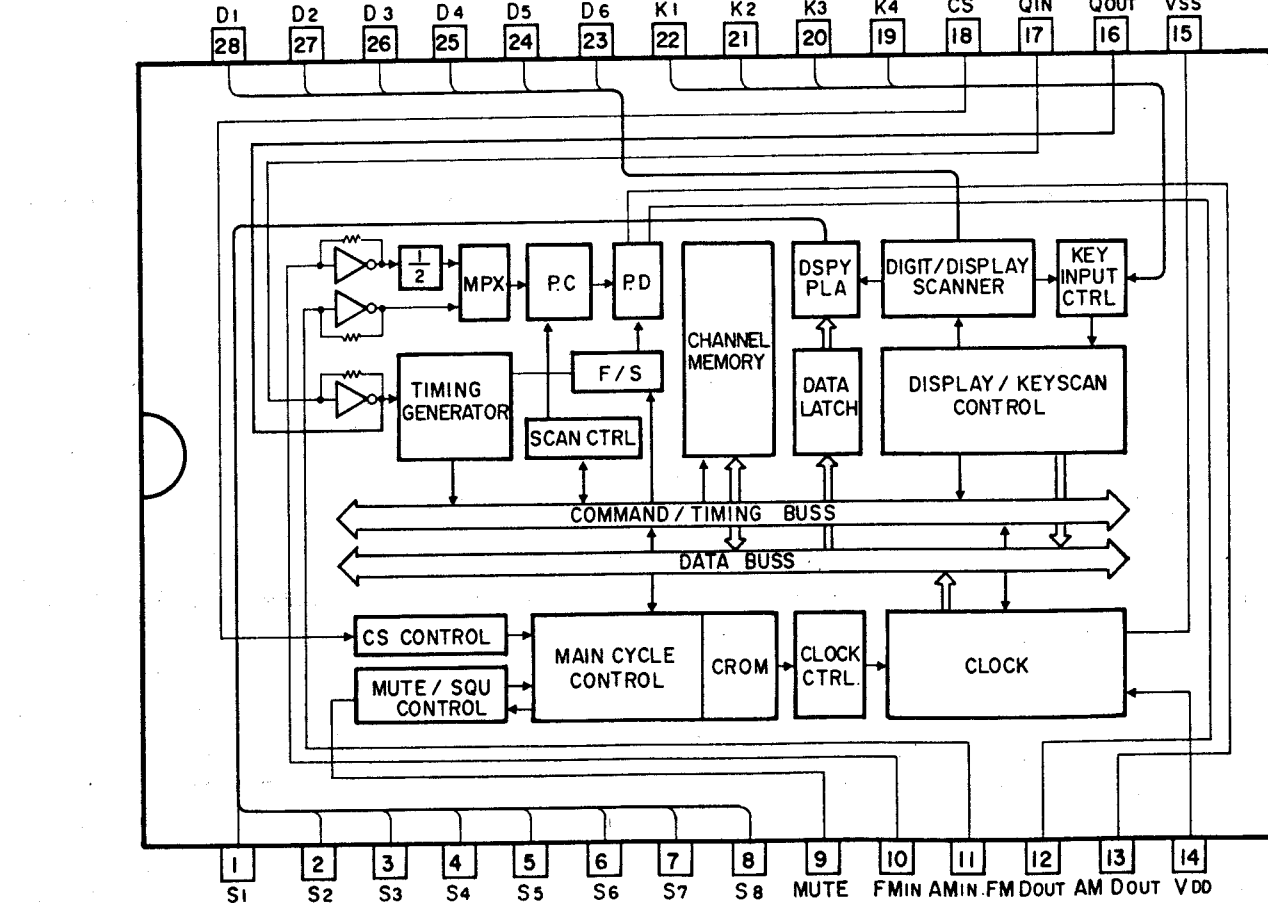 D1 D2 D3 D4 D5 D6 K1 K2 K3 K4 CS QIN QOUT VSS
28 27 26 25 24 23 22 21 20 19 18 17 16 15
1/2
MPX
P.C
P.D
CHANNEL
MEMORY
DSPY
PLA
DIGIT/DISPLAY
SCANNER
KEY
INPUT
CTRL
TIMING
GENERATOR
F/S
SCAN CTRL
DATA
LATCH
DISPLAY / KEYSCAN
CONTROL
COMMAND / TIMING BUSS
DATA BUSS
CS CONTROL
MUTE / SQU
CONTROL
MAIN CYCLE
CONTROL
CROM
CLOCK
CTRL.
CLOCK
1 2 3 4 5 6 7 8 9 10 11 12 13 14
S1 S2 S3 S4 S5 S6 S7 S8 MUTE FMIN AMIN FM DOUT AM DOUT VDD